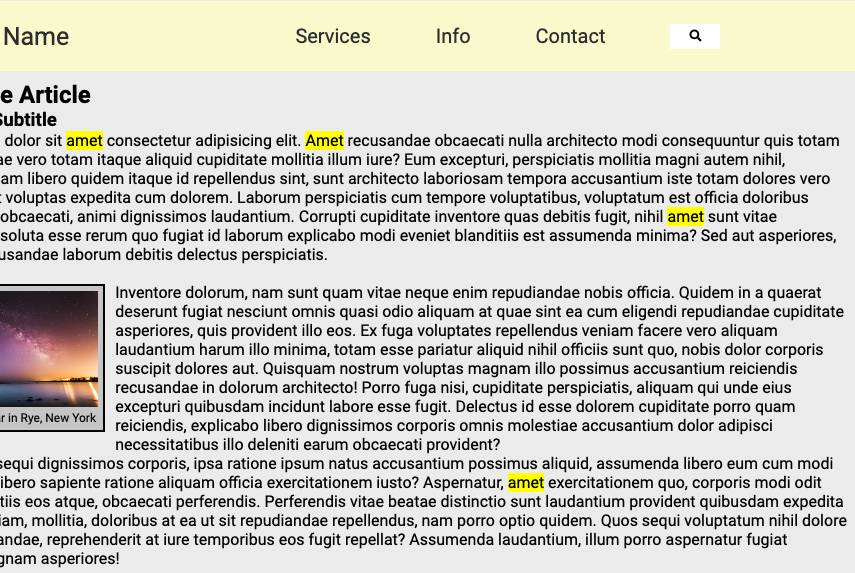 Name Services Info Contact
e Article
Subtitle
dolor sit amet consectetur adipisicing elit. Amet recusandae obcaecati nulla architecto modi consequuntur quis totam
ae vero totam itaque aliquid cupiditate mollitia illum iure? Eum excepturi, perspiciatis mollitia magni autem nihil,
am libero quidem itaque id repellendus sint, sunt architecto laboriosam tempora accusantium iste totam dolores vero
t voluptas expedita cum dolorem. Laborum perspiciatis cum tempore voluptatibus, voluptatum est officia doloribus
obcaecati, animi dignissimos laudantium. Corrupti cupiditate inventore quas debitis fugit, nihil amet sunt vitae
soluta esse rerum quo fugiat id laborum explicabo modi eveniet blanditiis est assumenda minima? Sed aut asperiores,
usandae laborum debitis delectus perspiciatis.
Inventore dolorum, nam sunt quam vitae neque enim repudiandae nobis officia. Quidem in a quaerat
deserunt fugiat nesciunt omnis quasi odio aliquam at quae sint ea cum eligendi repudiandae cupiditate
asperiores, quis provident illo eos. Ex fuga voluptates repellendus veniam facere vero aliquam
laudantium harum illo minima, totam esse pariatur aliquid nihil officiis sunt quo, nobis dolor corporis
suscipit dolores aut. Quisquam nostrum voluptas magnam illo possimus accusantium reiciendis
recusandae in dolorum architecto! Porro fuga nisi, cupiditate perspiciatis, aliquam qui unde eius
excepturi quibusdam incidunt labore esse fugit. Delectus id esse dolorem cupiditate porro quam
reiciendis, explicabo libero dignissimos corporis omnis molestiae accusantium dolor adipisci
necessitatibus illo deleniti earum obcaecati provident?
ar in Rye, New York
sequi dignissimos corporis, ipsa ratione ipsum natus accusantium possimus aliquid, assumenda libero eum cum modi
libero sapiente ratione aliquam officia exercitationem iusto? Aspernatur, amet exercitationem quo, corporis modi odit
tiis eos atque, obcaecati perferendis. Perferendis vitae beatae distinctio sunt laudantium provident quibusdam expedita
iam, mollitia, doloribus at ea ut sit repudiandae repellendus, nam porro optio quidem. Quos sequi voluptatum nihil dolore
andae, reprehenderit at iure temporibus eos fugit repellat? Assumenda laudantium, illum porro aspernatur fugiat
gnam asperiores!